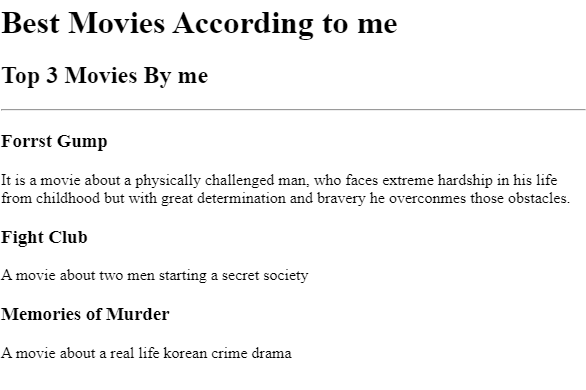 Best Movies According to me
Top 3 Movies By me
Forrst Gump
It is a movie about a physically challenged man, who faces extreme hardship in his life
from childhood but with great determination and bravery he overconmes those obstacles.
Fight Club
A movie about two men starting a secret society
Memories of Murder
A movie about a real life korean crime drama